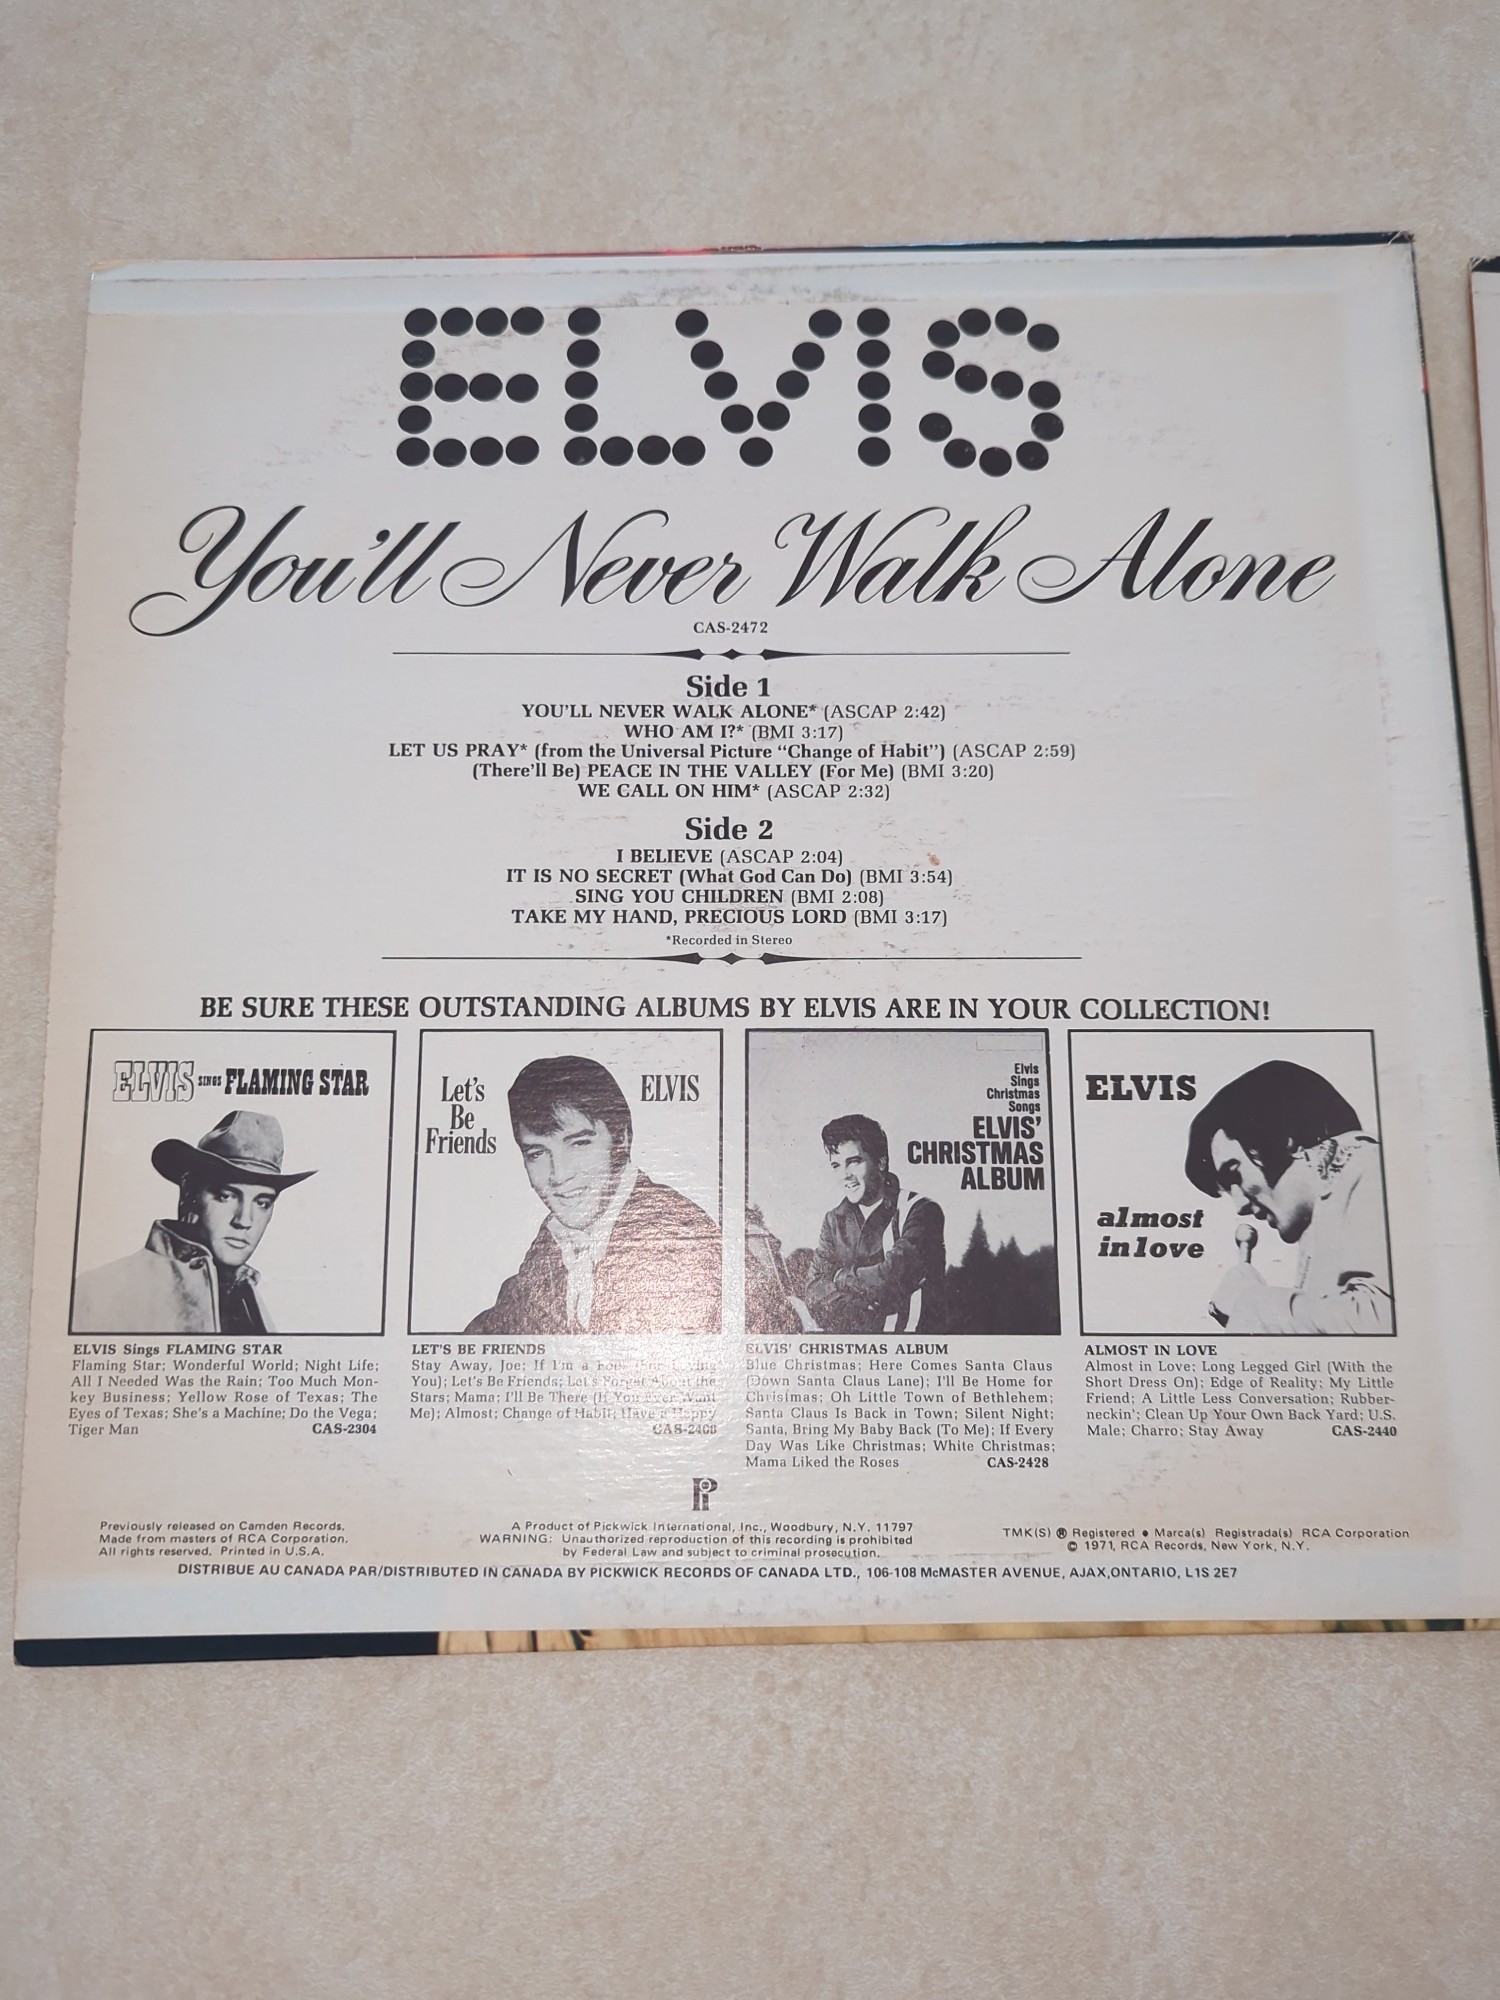 ELVIS
You'll Never Walk Alone
CAS-2472
Side 1
YOU'LL NEVER WALK ALONE* (ASCAP 2:42)
WHO AM I?* (BMI 3:17)
LET US PRAY* (from the Universal Picture "Change of Habit") (ASCAP 2:59)
(There'll Be) PEACE IN THE VALLEY (For Me) (BMI 3:20)
WE CALL ON HIM* (ASCAP 2:32)
Side 2
I BELIEVE (ASCAP 2:04)
IT IS NO SECRET (What God Can Do) (BMI 3:54)
SING YOU CHILDREN (BMI 2:08)
TAKE MY HAND, PRECIOUS LORD (BMI 3:17)
*Recorded in Stereo
BE SURE THESE OUTSTANDING ALBUMS BY ELVIS ARE IN YOUR COLLECTION!
ELVIS SINGS FLAMING STAR
ELVIS Sings FLAMING STAR
Flaming Star; Wonderful World; Night Life;
All I Needed Was the Rain; Too Much Mon-
key Business; Yellow Rose of Texas; The
Eyes of Texas; She's a Machine; Do the Vega;
Tiger Man CAS-2304
Let's
Be
Friends
ELVIS
LET'S BE FRIENDS
Stay Away, Joe; If I'm a Fool (For Loving
You); Let's Be Friends; Let's Forget About the
Stars; Mama; I'll Be There (If You Ever Want
Me); Almost; Change of Habit; Have a Happy
CAS-2408
Elvis
Sings
Christmas
Songs
ELVIS'
CHRISTMAS
ALBUM
ELVIS' CHRISTMAS ALBUM
Blue Christmas; Here Comes Santa Claus
(Down Santa Claus Lane); I'll Be Home for
Christmas; Oh Little Town of Bethlehem;
Santa Claus Is Back in Town; Silent Night;
Santa, Bring My Baby Back (To Me); If Every
Day Was Like Christmas; White Christmas;
Mama Liked the Roses CAS-2428
ELVIS
almost
in love
ALMOST IN LOVE
Almost in Love; Long Legged Girl (With the
Short Dress On); Edge of Reality; My Little
Friend; A Little Less Conversation; Rubber-
neckin'; Clean Up Your Own Back Yard; U.S.
Male; Charro; Stay Away CAS-2440
Previously released on Camden Records.
Made from masters of RCA Corporation.
All rights reserved. Printed in U.S.A.
A Product of Pickwick International, Inc., Woodbury, N.Y. 11797
WARNING: Unauthorized reproduction of this recording is prohibited
by Federal Law and subject to criminal prosecution.
TMK(S) ® Registered ● Marca(s) Registrada(s) RCA Corporation
© 1971, RCA Records, New York, N.Y.
DISTRIBUE AU CANADA PAR/DISTRIBUTED IN CANADA BY PICKWICK RECORDS OF CANADA LTD., 106-108 McMASTER AVENUE, AJAX,ONTARIO, L1S 2E7